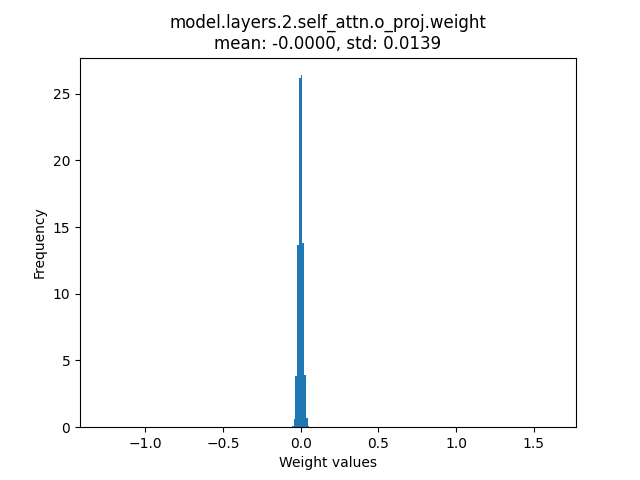 model.layers.2.self_attn.o_proj.weight
mean: -0.0000, std: 0.0139
Frequency
25
20
15
10
5
0
−1.0 −0.5 0.0 0.5 1.0 1.5
Weight values